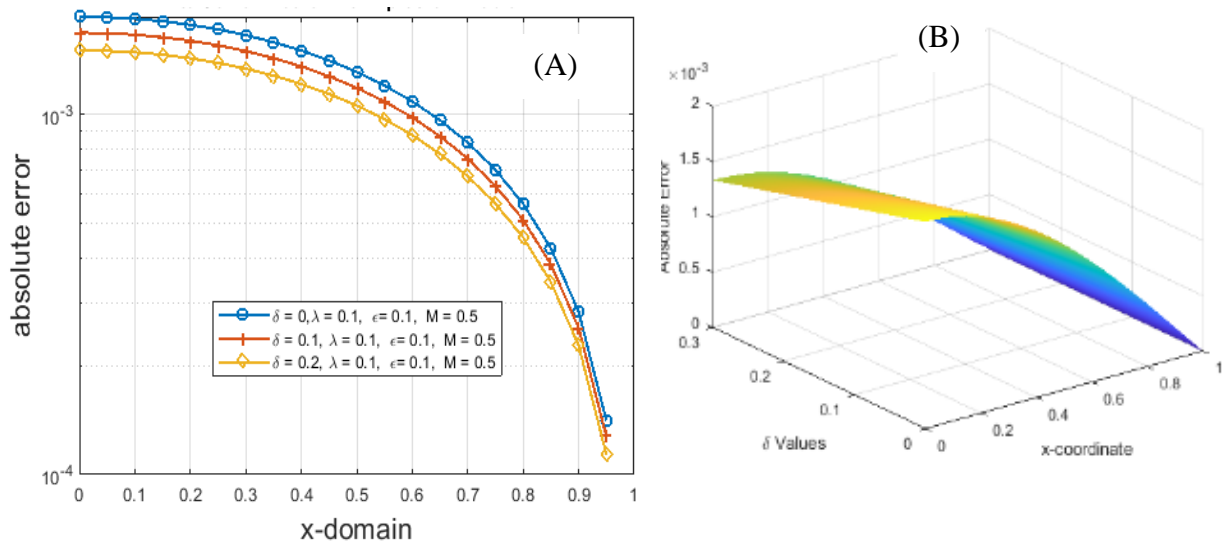 (A)
absolute error
10^-3
10^-4
δ = 0,λ = 0.1, ϵ= 0.1, M = 0.5
δ = 0.1, λ = 0.1, ϵ= 0.1, M = 0.5
δ = 0.2, λ = 0.1, ϵ= 0.1, M = 0.5
0 0.1 0.2 0.3 0.4 0.5 0.6 0.7 0.8 0.9 1
x-domain
(B)
×10^-3
2
1.5
1
0.5
0
Absolute Error
0.3
0.2
0.1
0
δ Values
0
0.2
0.4
0.6
0.8
1
x-coordinate